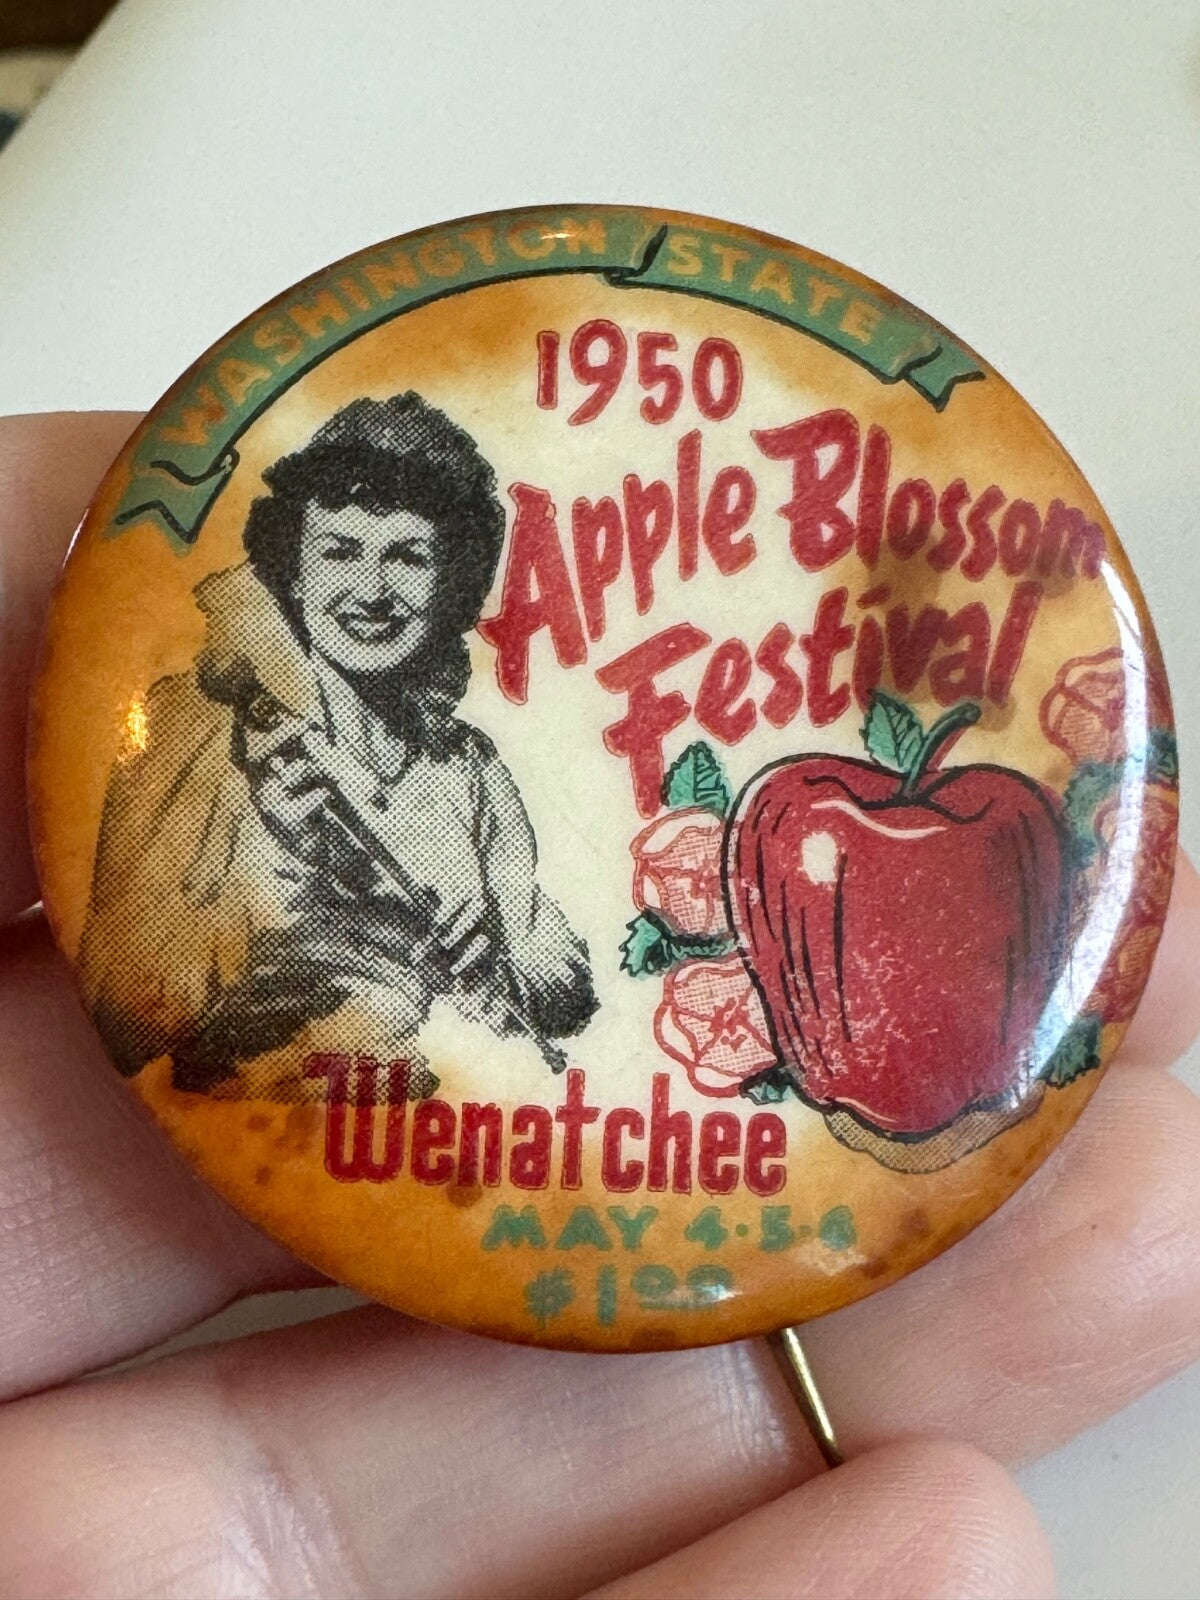 WASHINGTON STATE
1950
Apple Blossom
Festival
Wenatchee
MAY 4·5·6
$1.00